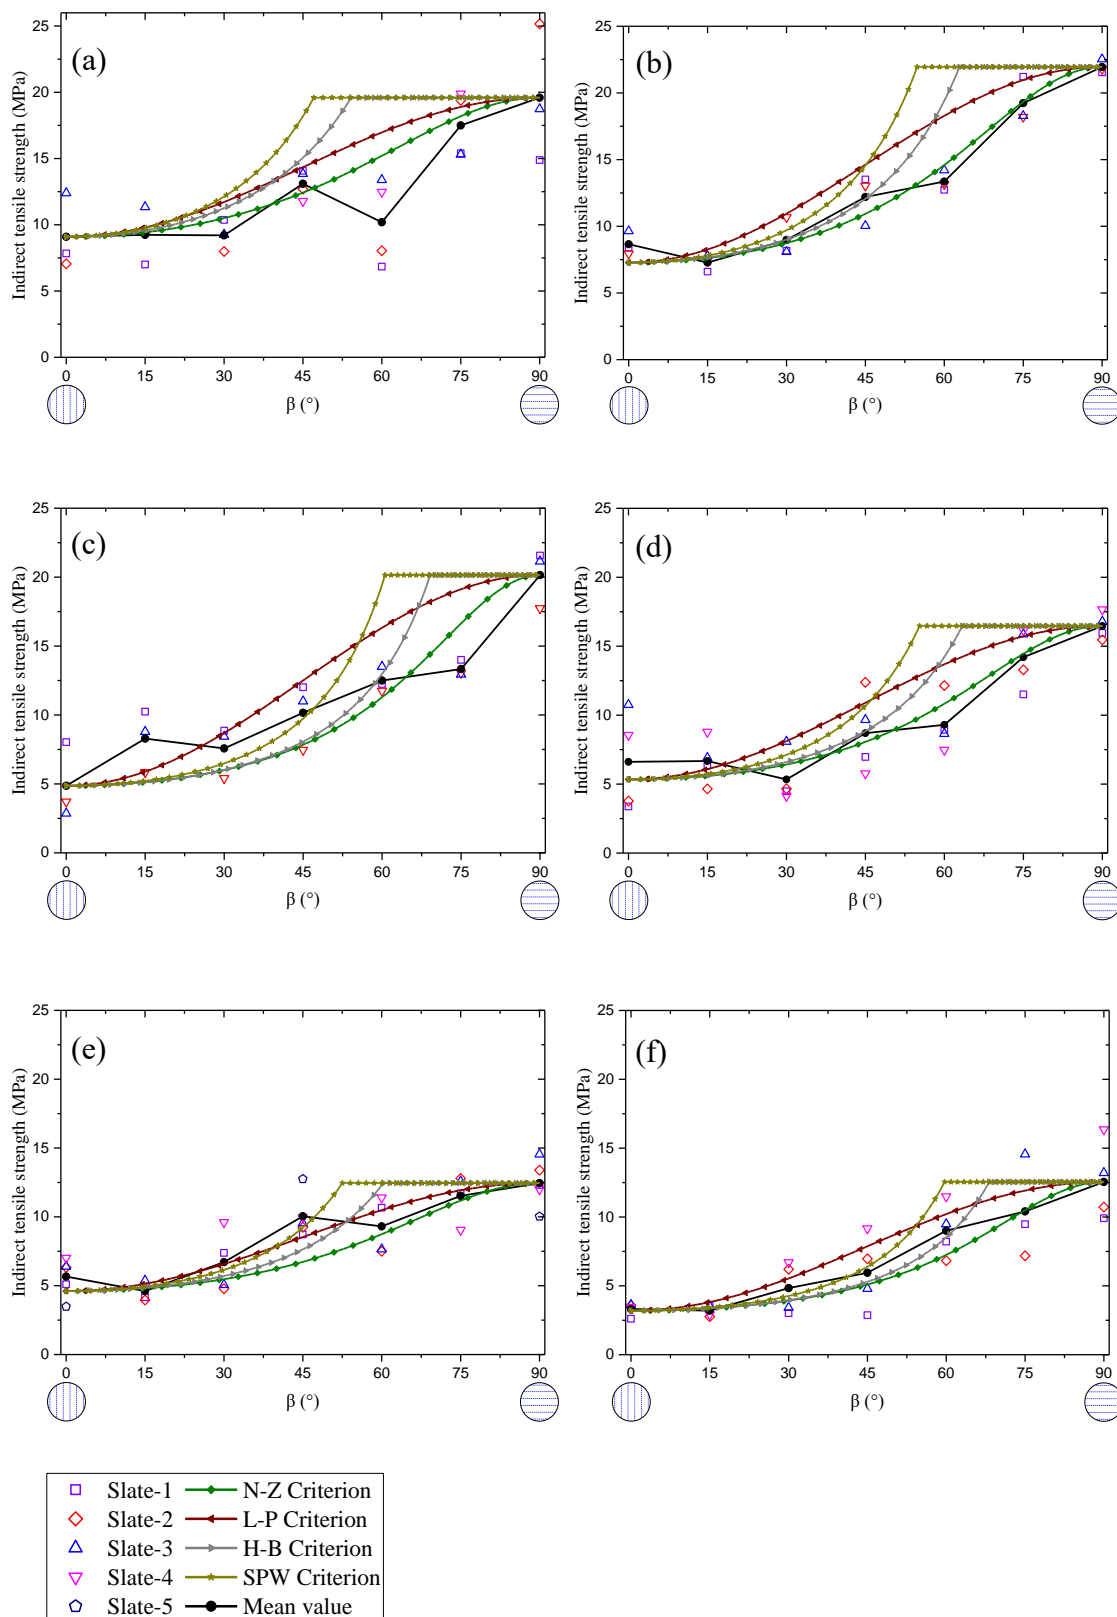 (a)
Indirect tensile strength (MPa)
25
20
15
10
5
0
0 15 30 45 60 75 90
β (°)
(b)
Indirect tensile strength (MPa)
25
20
15
10
5
0
0 15 30 45 60 75 90
β (°)
(c)
Indirect tensile strength (MPa)
25
20
15
10
5
0
0 15 30 45 60 75 90
β (°)
(d)
Indirect tensile strength (MPa)
25
20
15
10
5
0
0 15 30 45 60 75 90
β (°)
(e)
Indirect tensile strength (MPa)
25
20
15
10
5
0
0 15 30 45 60 75 90
β (°)
(f)
Indirect tensile strength (MPa)
25
20
15
10
5
0
0 15 30 45 60 75 90
β (°)
Slate-1 N-Z Criterion
Slate-2 L-P Criterion
Slate-3 H-B Criterion
Slate-4 SPW Criterion
Slate-5 Mean value